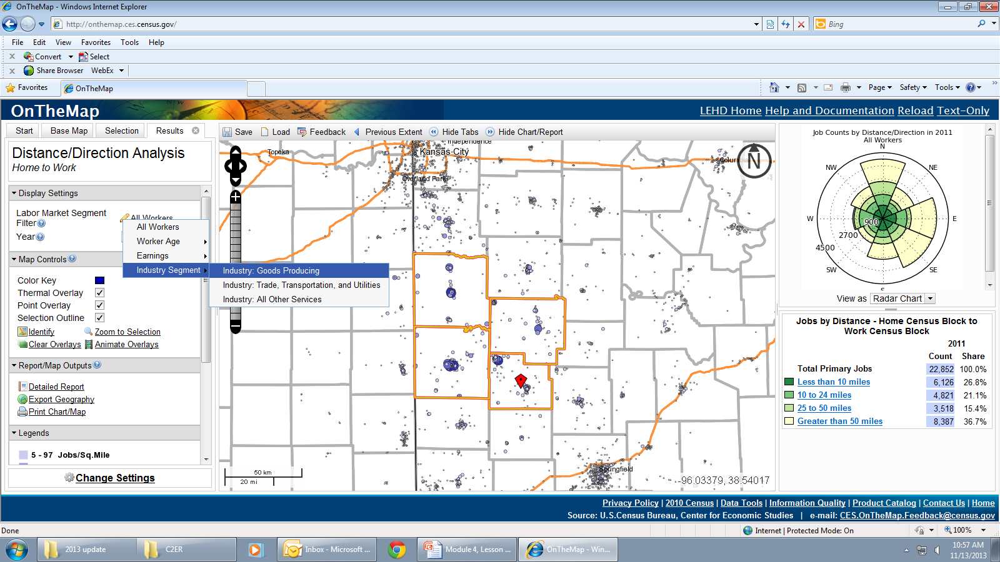 OnTheMap - Windows Internet Explorer
http://onthemap.ces.census.gov/
Bing
File Edit View Favorites Tools Help
x Convert Select
x Share Browser WebEx
Favorites OnTheMap Page Safety Tools
OnTheMap
LEHD Home Help and Documentation Reload Text-Only
Start Base Map Selection Results
Save Load Feedback Previous Extent Hide Tabs Hide Chart/Report
Distance/Direction Analysis
Home to Work
Display Settings
Labor Market Segment
Filter ? All Workers
Year ?
All Workers
Worker Age
Earnings
Industry Segment
Industry: Goods Producing
Industry: Trade, Transportation, and Utilities
Industry: All Other Services
Map Controls ?
Color Key
Thermal Overlay
Point Overlay
Selection Outline
Identify Zoom to Selection
Clear Overlays Animate Overlays
Report/Map Outputs ?
Detailed Report
Export Geography
Print Chart/Map
Legends
5 - 97 Jobs/Sq.Mile
Change Settings
Independence
Topeka
Kansas City
Overland Park
Springfield
N
+
−
50 km
20 mi
-96.03379, 38.54017
Job Counts by Distance/Direction in 2011
All Workers
N
NW NE
W E
900
2700
4500
SW SE
S
View as Radar Chart
Jobs by Distance - Home Census Block to
Work Census Block
2011
Count Share
Total Primary Jobs 22,852 100.0%
Less than 10 miles 6,126 26.8%
10 to 24 miles 4,821 21.1%
25 to 50 miles 3,518 15.4%
Greater than 50 miles 8,387 36.7%
Privacy Policy | 2010 Census | Data Tools | Information Quality | Product Catalog | Contact Us | Home
Source: U.S.Census Bureau, Center for Economic Studies | e-mail: CES.OnTheMap.Feedback@census.gov
Done
Internet | Protected Mode: On
100%
2013 update C2ER Inbox - Microsoft ... Module 4, Lesson ... OnTheMap - Win...
10:57 AM
11/13/2013